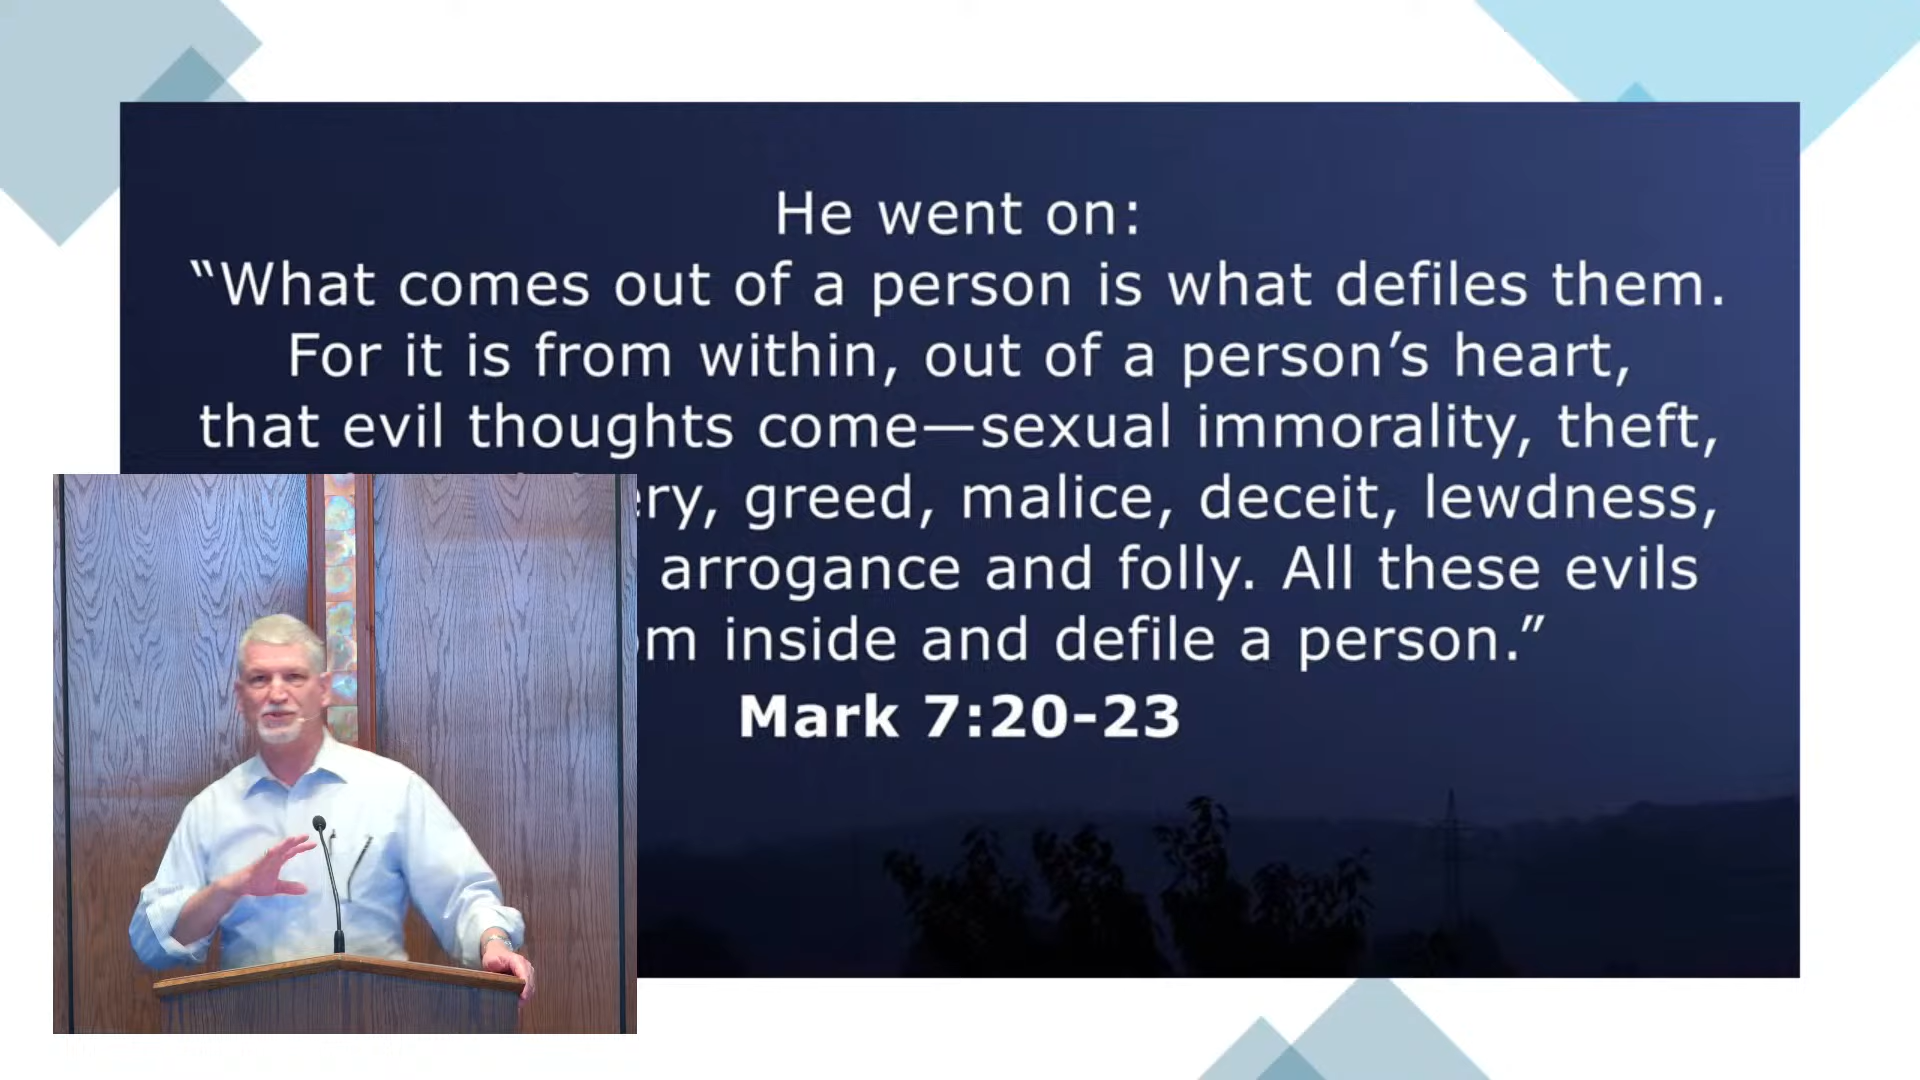 He went on:
“What comes out of a person is what defiles them.
For it is from within, out of a person’s heart,
that evil thoughts come—sexual immorality, theft,
greed, malice, deceit, lewdness,
arrogance and folly. All these evils
inside and defile a person.”
Mark 7:20-23